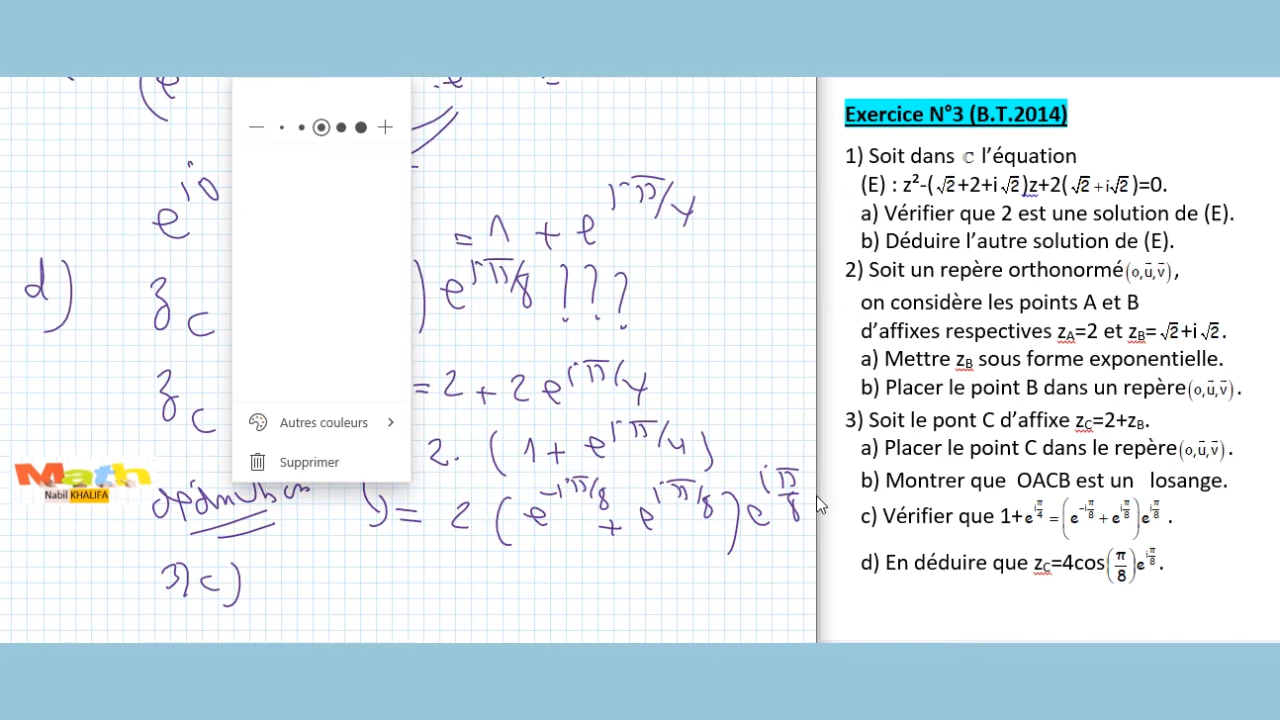 e^{iθ}
= 1 + e^{iπ/4}
d) z_C ) e^{iπ/8} ! ? ?
z_C = 2 + 2e^{iπ/4}
2. (1 + e^{iπ/4})
= 2 (e^{-iπ/8} + e^{iπ/8}) e^{iπ/8}
3) c)
Autres couleurs
Supprimer
Math
Nabil KHALIFA
Exercice N°3 (B.T.2014)
1) Soit dans ℂ l’équation
(E) : z²-(√2+2+i√2)z+2(√2+i√2)=0.
a) Vérifier que 2 est une solution de (E).
b) Déduire l’autre solution de (E).
2) Soit un repère orthonormé (o,u⃗,v⃗),
on considère les points A et B
d’affixes respectives z_A=2 et z_B=√2+i√2.
a) Mettre z_B sous forme exponentielle.
b) Placer le point B dans un repère(o,u⃗,v⃗).
3) Soit le pont C d’affixe z_C=2+z_B.
a) Placer le point C dans le repère(o,u⃗,v⃗).
b) Montrer que OACB est un losange.
c) Vérifier que 1+e^{iπ/4}=(e^{-iπ/8}+e^{iπ/8})e^{iπ/8}.
d) En déduire que z_C=4cos(π/8)e^{iπ/8}.